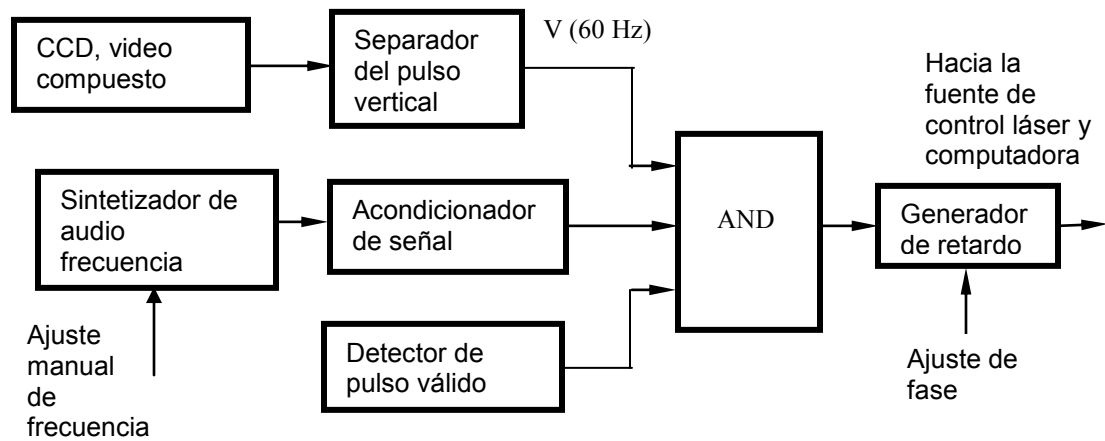 CCD, video
compuesto
Separador
del pulso
vertical
V (60 Hz)
Hacia la
fuente de
control láser y
computadora
Sintetizador de
audio
frecuencia
Acondicionador
de señal
AND
Generador
de retardo
Ajuste
manual
de
frecuencia
Detector de
pulso válido
Ajuste de
fase